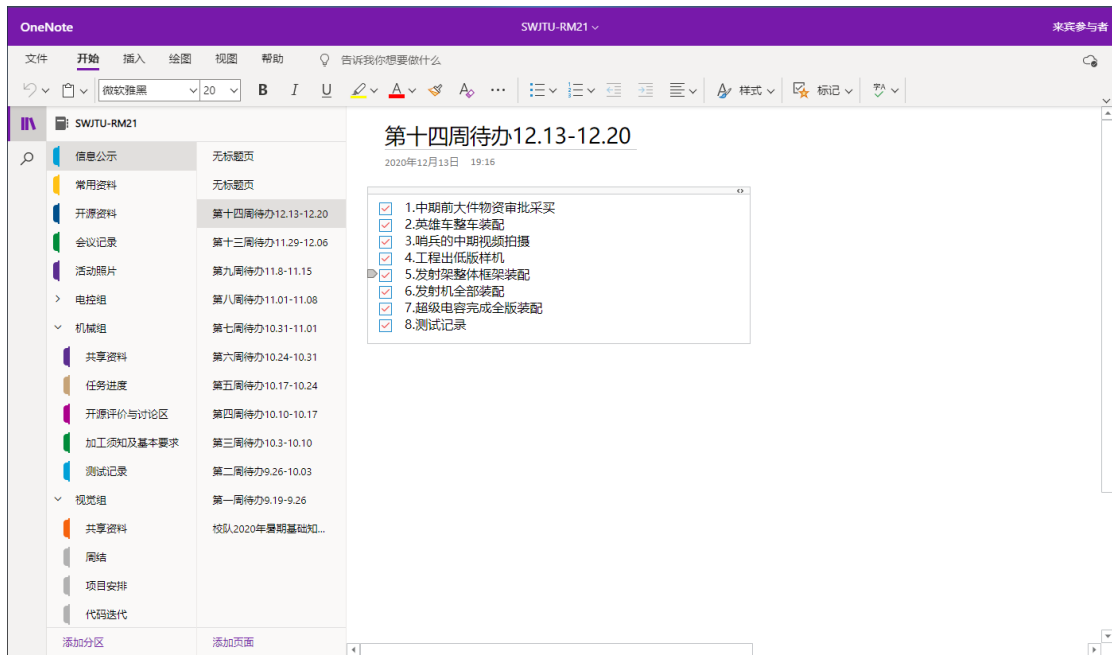 OneNote
SWJTU-RM21
来宾参与者
文件 开始 插入 绘图 视图 帮助 告诉我你想要做什么
微软雅黑 20 B I U A A ... 样式 标记
SWJTU-RM21
信息公示
常用资料
开源资料
会议记录
活动照片
电控组
机械组
共享资料
任务进度
开源评价与讨论区
加工须知及基本要求
测试记录
视觉组
共享资料
周结
项目安排
代码迭代
添加分区
无标题页
无标题页
第十四周待办12.13-12.20
第十三周待办11.29-12.06
第九周待办11.8-11.15
第八周待办11.01-11.08
第七周待办10.31-11.01
第六周待办10.24-10.31
第五周待办10.17-10.24
第四周待办10.10-10.17
第三周待办10.3-10.10
第二周待办9.26-10.03
第一周待办9.19-9.26
校队2020年暑期基础知...
添加页面
第十四周待办12.13-12.20
2020年12月13日 19:16
1.中期前大件物资审批采买
2.英雄车整车装配
3.哨兵的中期视频拍摄
4.工程出低版样机
5.发射架整体框架装配
6.发射机全部装配
7.超级电容完成全版装配
8.测试记录